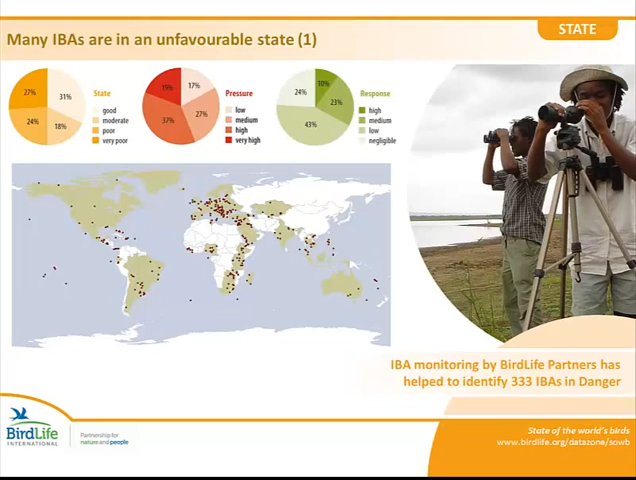 STATE
Many IBAs are in an unfavourable state (1)
State
27%
31%
24%
18%
good
moderate
poor
very poor
Pressure
19%
17%
37%
27%
low
medium
high
very high
Response
24%
10%
23%
43%
high
medium
low
negligible
IBA monitoring by BirdLife Partners has
helped to identify 333 IBAs in Danger
BirdLife
INTERNATIONAL
Partnership for
nature and people
State of the world's birds
www.birdlife.org/datazone/sowb